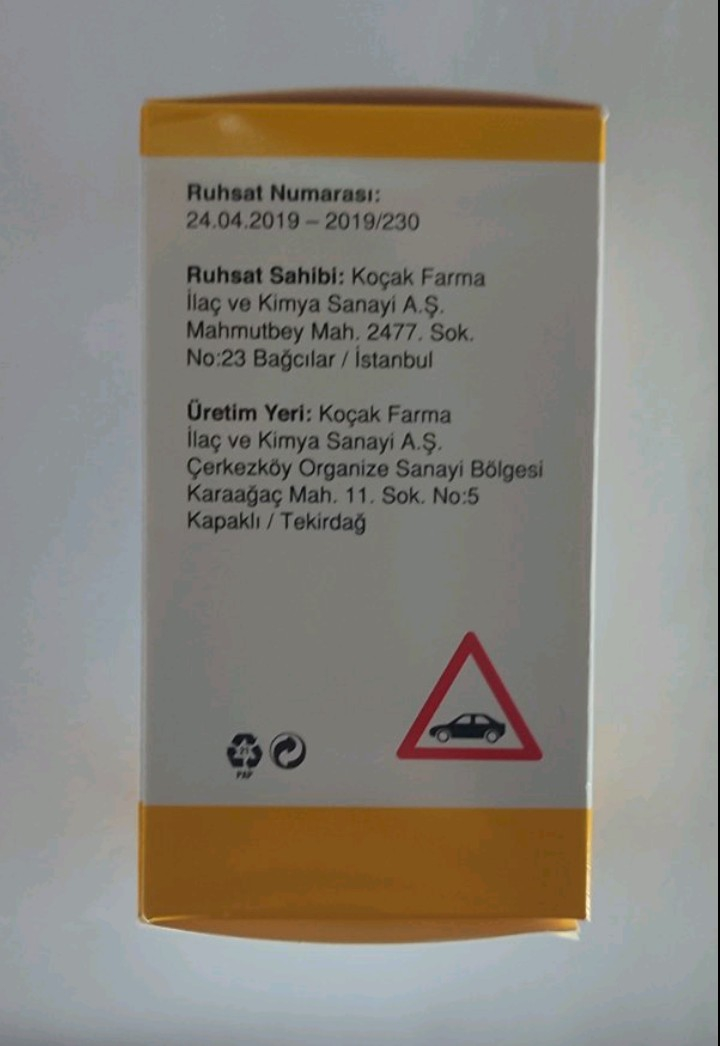 Ruhsat Numarası:
24.04.2019 – 2019/230
Ruhsat Sahibi: Koçak Farma
İlaç ve Kimya Sanayi A.Ş.
Mahmutbey Mah. 2477. Sok.
No:23 Bağcılar / İstanbul
Üretim Yeri: Koçak Farma
İlaç ve Kimya Sanayi A.Ş.
Çerkezköy Organize Sanayi Bölgesi
Karaağaç Mah. 11. Sok. No:5
Kapaklı / Tekirdağ
21
PAP